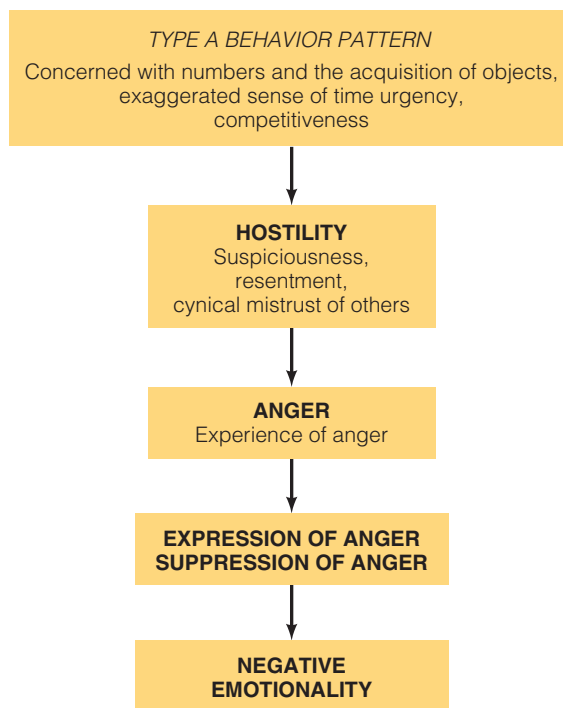 TYPE A BEHAVIOR PATTERN
Concerned with numbers and the acquisition of objects,
exaggerated sense of time urgency,
competitiveness
HOSTILITY
Suspiciousness,
resentment,
cynical mistrust of others
ANGER
Experience of anger
EXPRESSION OF ANGER
SUPPRESSION OF ANGER
NEGATIVE
EMOTIONALITY